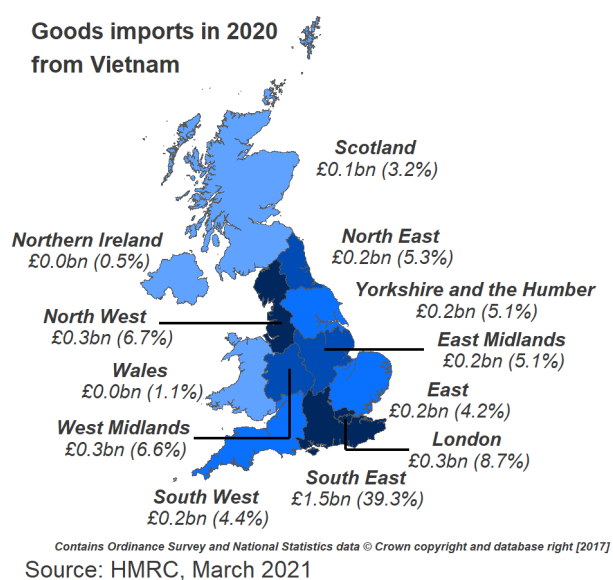 Goods imports in 2020
from Vietnam
Scotland
£0.1bn (3.2%)
Northern Ireland
£0.0bn (0.5%)
North East
£0.2bn (5.3%)
Yorkshire and the Humber
£0.2bn (5.1%)
North West
£0.3bn (6.7%)
East Midlands
£0.2bn (5.1%)
Wales
£0.0bn (1.1%)
East
£0.2bn (4.2%)
West Midlands
£0.3bn (6.6%)
London
£0.3bn (8.7%)
South East
£1.5bn (39.3%)
South West
£0.2bn (4.4%)
Contains Ordinance Survey and National Statistics data © Crown copyright and database right [2017]
Source: HMRC, March 2021